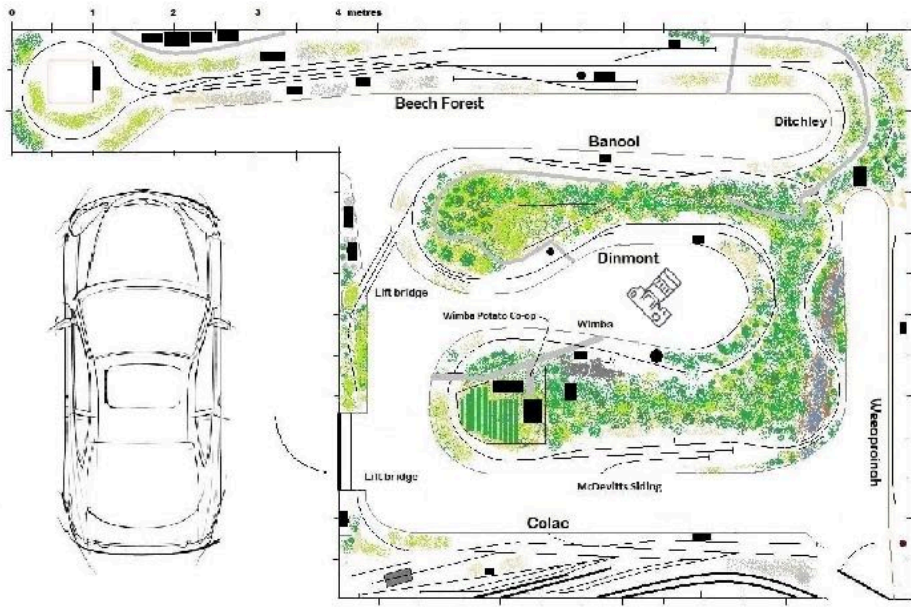 0 1 2 3 4 metres
Beech Forest
Ditchley
Banool
Dinmont
Lift bridge
Wimba Potato Co-op
Wimba
Weeaproinah
Lift bridge
McDevitts Siding
Colac